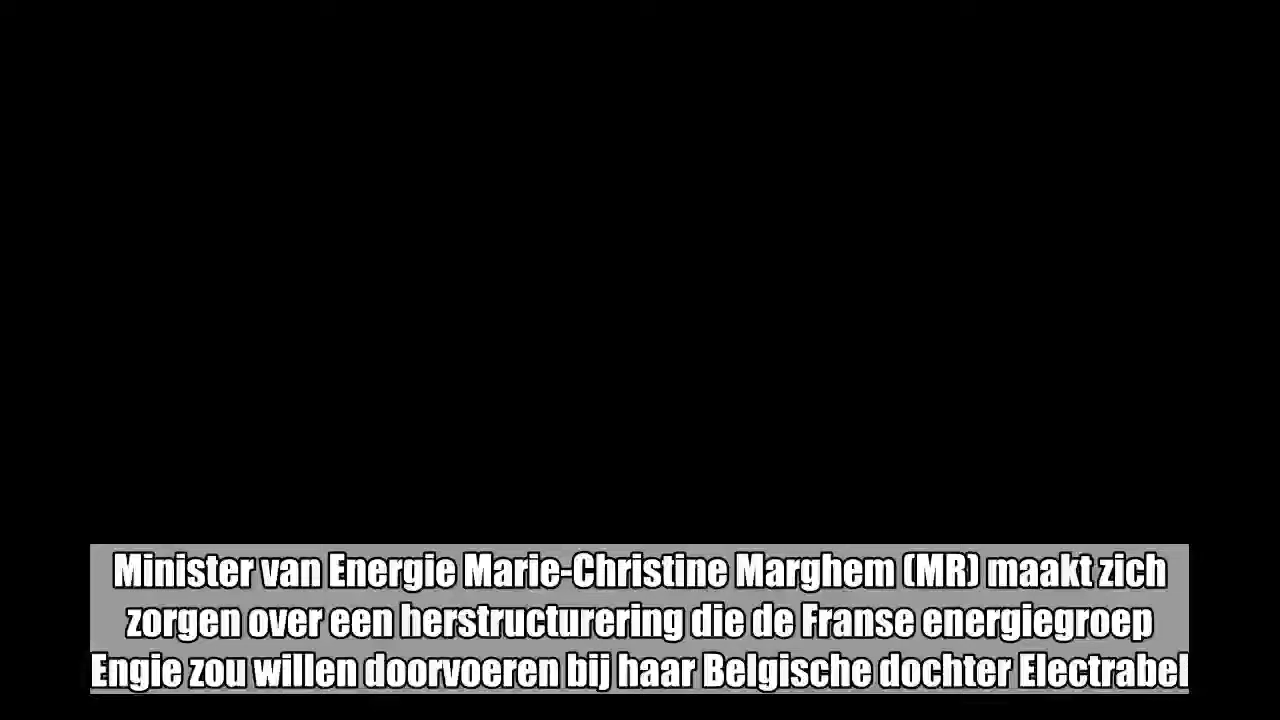 Minister van Energie Marie-Christine Marghem (MR) maakt zich
zorgen over een herstructurering die de Franse energiegroep
Engie zou willen doorvoeren bij haar Belgische dochter Electrabel